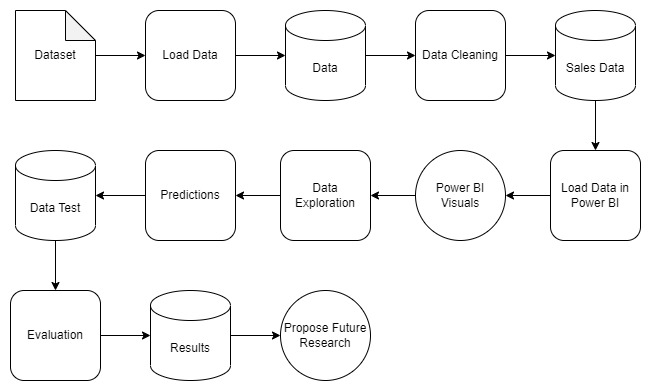 Dataset
Load Data
Data
Data Cleaning
Sales Data
Data Test
Predictions
Data
Exploration
Power BI
Visuals
Load Data in
Power BI
Evaluation
Results
Propose Future
Research